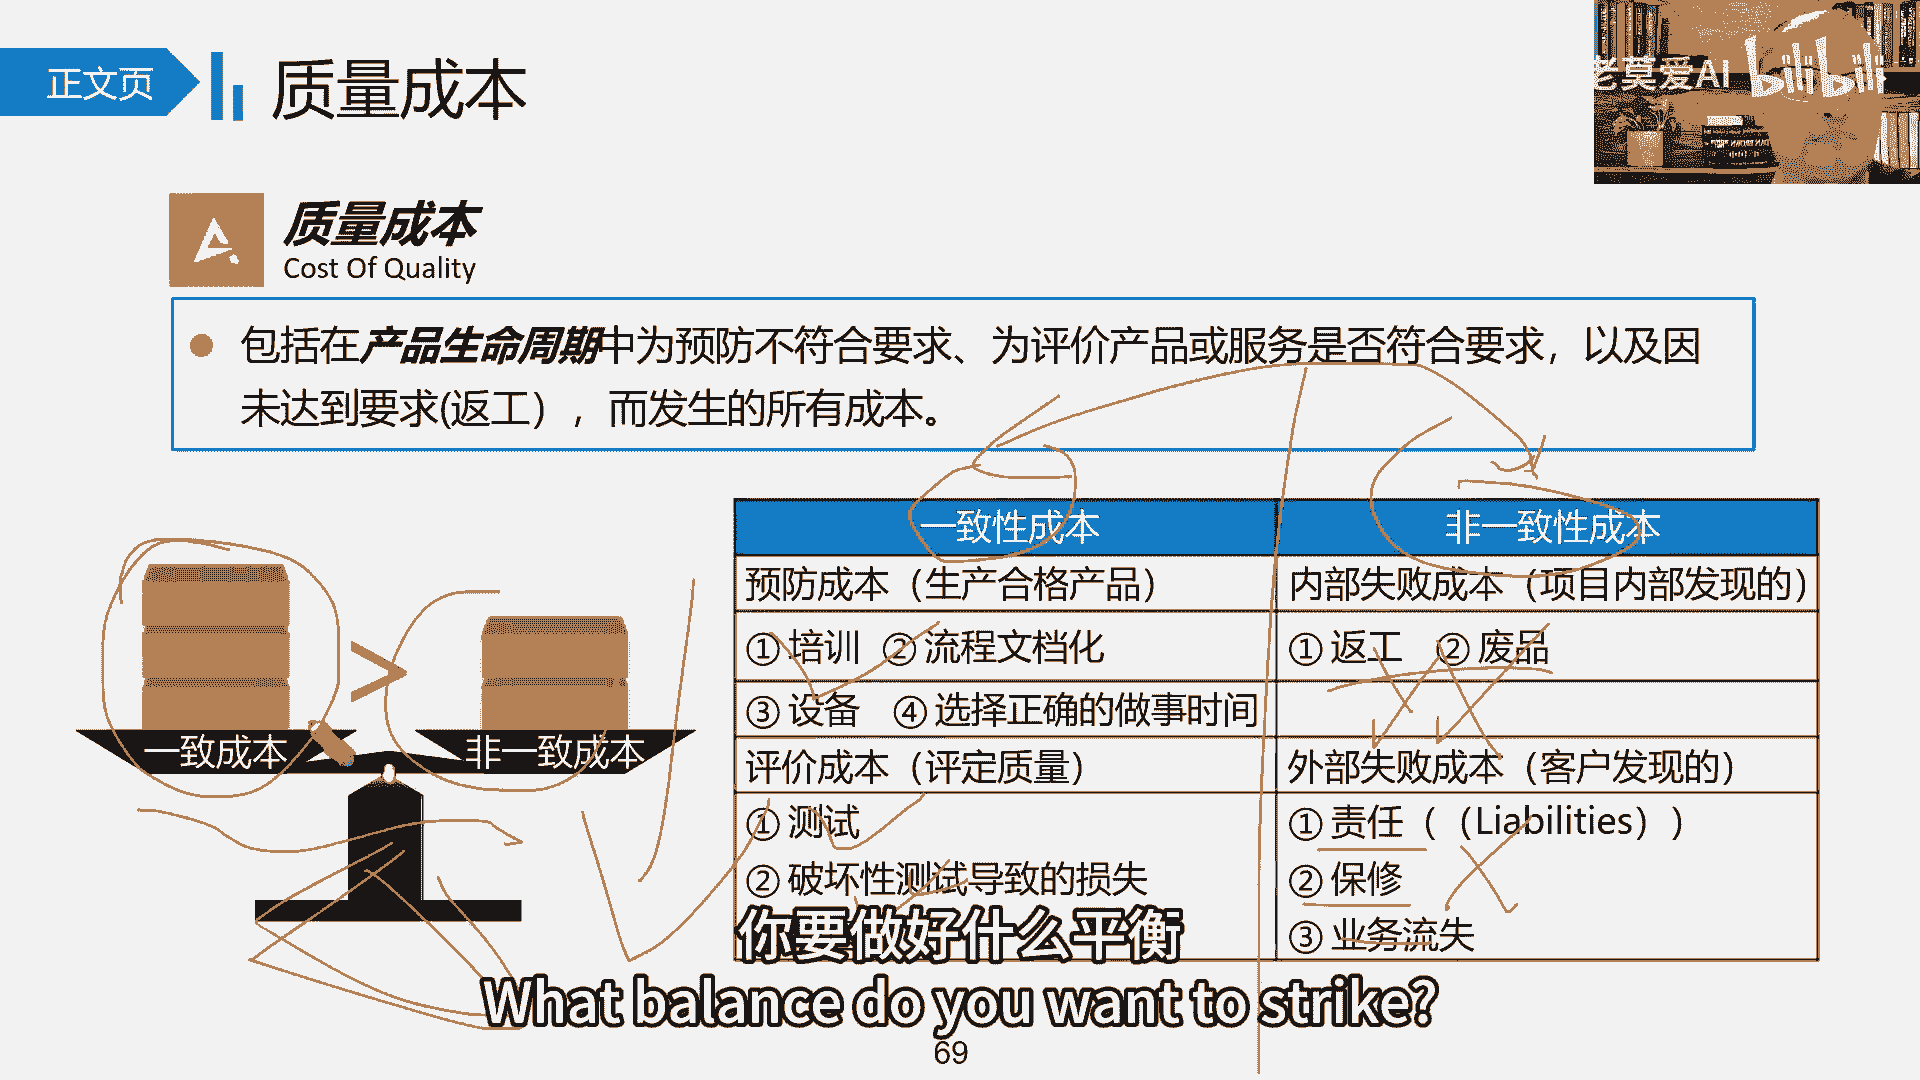 正文页
质量成本
老莫爱AI
bilibili
质量成本
Cost Of Quality
包括在产品生命周期中为预防不符合要求、为评价产品或服务是否符合要求，以及因
未达到要求(返工），而发生的所有成本。
一致成本
>
非一致成本
一致性成本 非一致性成本
预防成本（生产合格产品） 内部失败成本（项目内部发现的）
①培训 ②流程文档化 ①返工 ②废品
③设备 ④选择正确的做事时间
评价成本（评定质量） 外部失败成本（客户发现的）
①测试 ①责任（（Liabilities））
②破坏性测试导致的损失 ②保修
③业务流失
你要做好什么平衡
What balance do you want to strike?
69